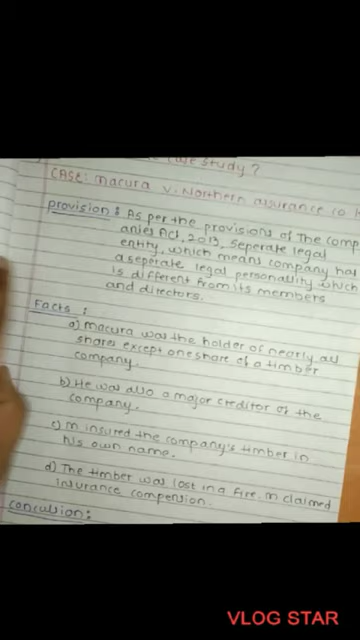 case study?
CASE: Macura v. Northern assurance co
provision: As per the provisions of The comp
anies Act, 2013, Seperate legal
entity, which means company has
a seperate legal personality which
is different from its members
and directors.
Facts:
a) Macura was the holder of nearly all
shares except one share of a timber
company.
b) He was also a major creditor of the
company.
c) M insured the company's timber in
his own name.
d) The timber was lost in a fire. M claimed
insurance compension.
conculsion:
VLOG STAR